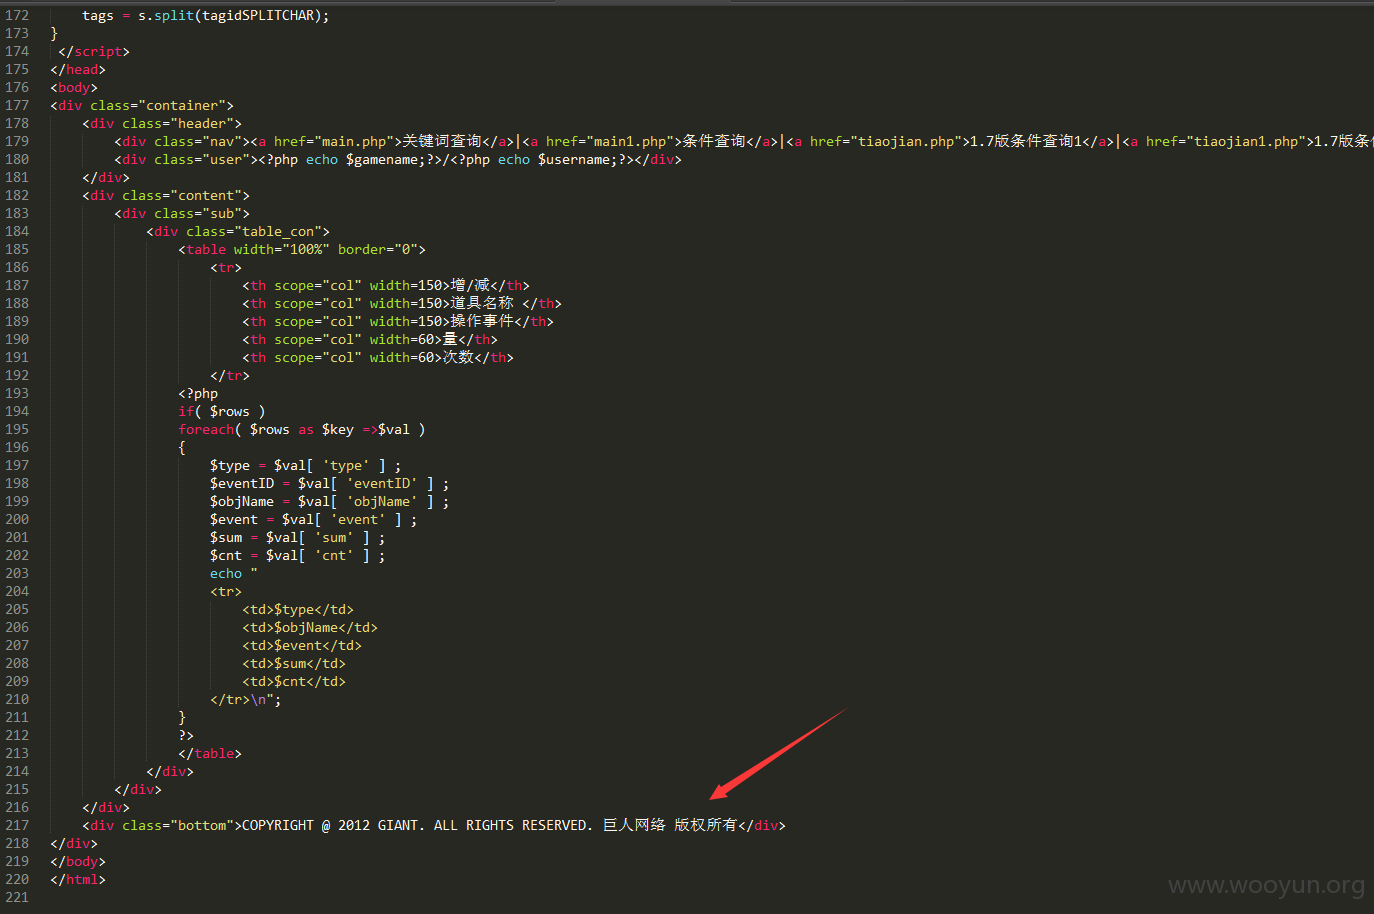 172 tags = s.split(tagidSPLITCHAR);
173 }
174 </script>
175 </head>
176 <body>
177 <div class="container">
178 <div class="header">
179 <div class="nav"><a href="main.php">关键词查询</a>|<a href="main1.php">条件查询</a>|<a href="tiaojian.php">1.7版条件查询1</a>|<a href="tiaojian1.php">1.7版条
180 <div class="user"><?php echo $gamename;?>/<?php echo $username;?></div>
181 </div>
182 <div class="content">
183 <div class="sub">
184 <div class="table_con">
185 <table width="100%" border="0">
186 <tr>
187 <th scope="col" width=150>增/减</th>
188 <th scope="col" width=150>道具名称 </th>
189 <th scope="col" width=150>操作事件</th>
190 <th scope="col" width=60>量</th>
191 <th scope="col" width=60>次数</th>
192 </tr>
193 <?php
194 if( $rows )
195 foreach( $rows as $key =>$val )
196 {
197 $type = $val[ 'type' ] ;
198 $eventID = $val[ 'eventID' ] ;
199 $objName = $val[ 'objName' ] ;
200 $event = $val[ 'event' ] ;
201 $sum = $val[ 'sum' ] ;
202 $cnt = $val[ 'cnt' ] ;
203 echo "
204 <tr>
205 <td>$type</td>
206 <td>$objName</td>
207 <td>$event</td>
208 <td>$sum</td>
209 <td>$cnt</td>
210 </tr>\n";
211 }
212 ?>
213 </table>
214 </div>
215 </div>
216 </div>
217 <div class="bottom">COPYRIGHT @ 2012 GIANT. ALL RIGHTS RESERVED. 巨人网络 版权所有</div>
218 </div>
219 </body>
220 </html>
221
www.wooyun.org